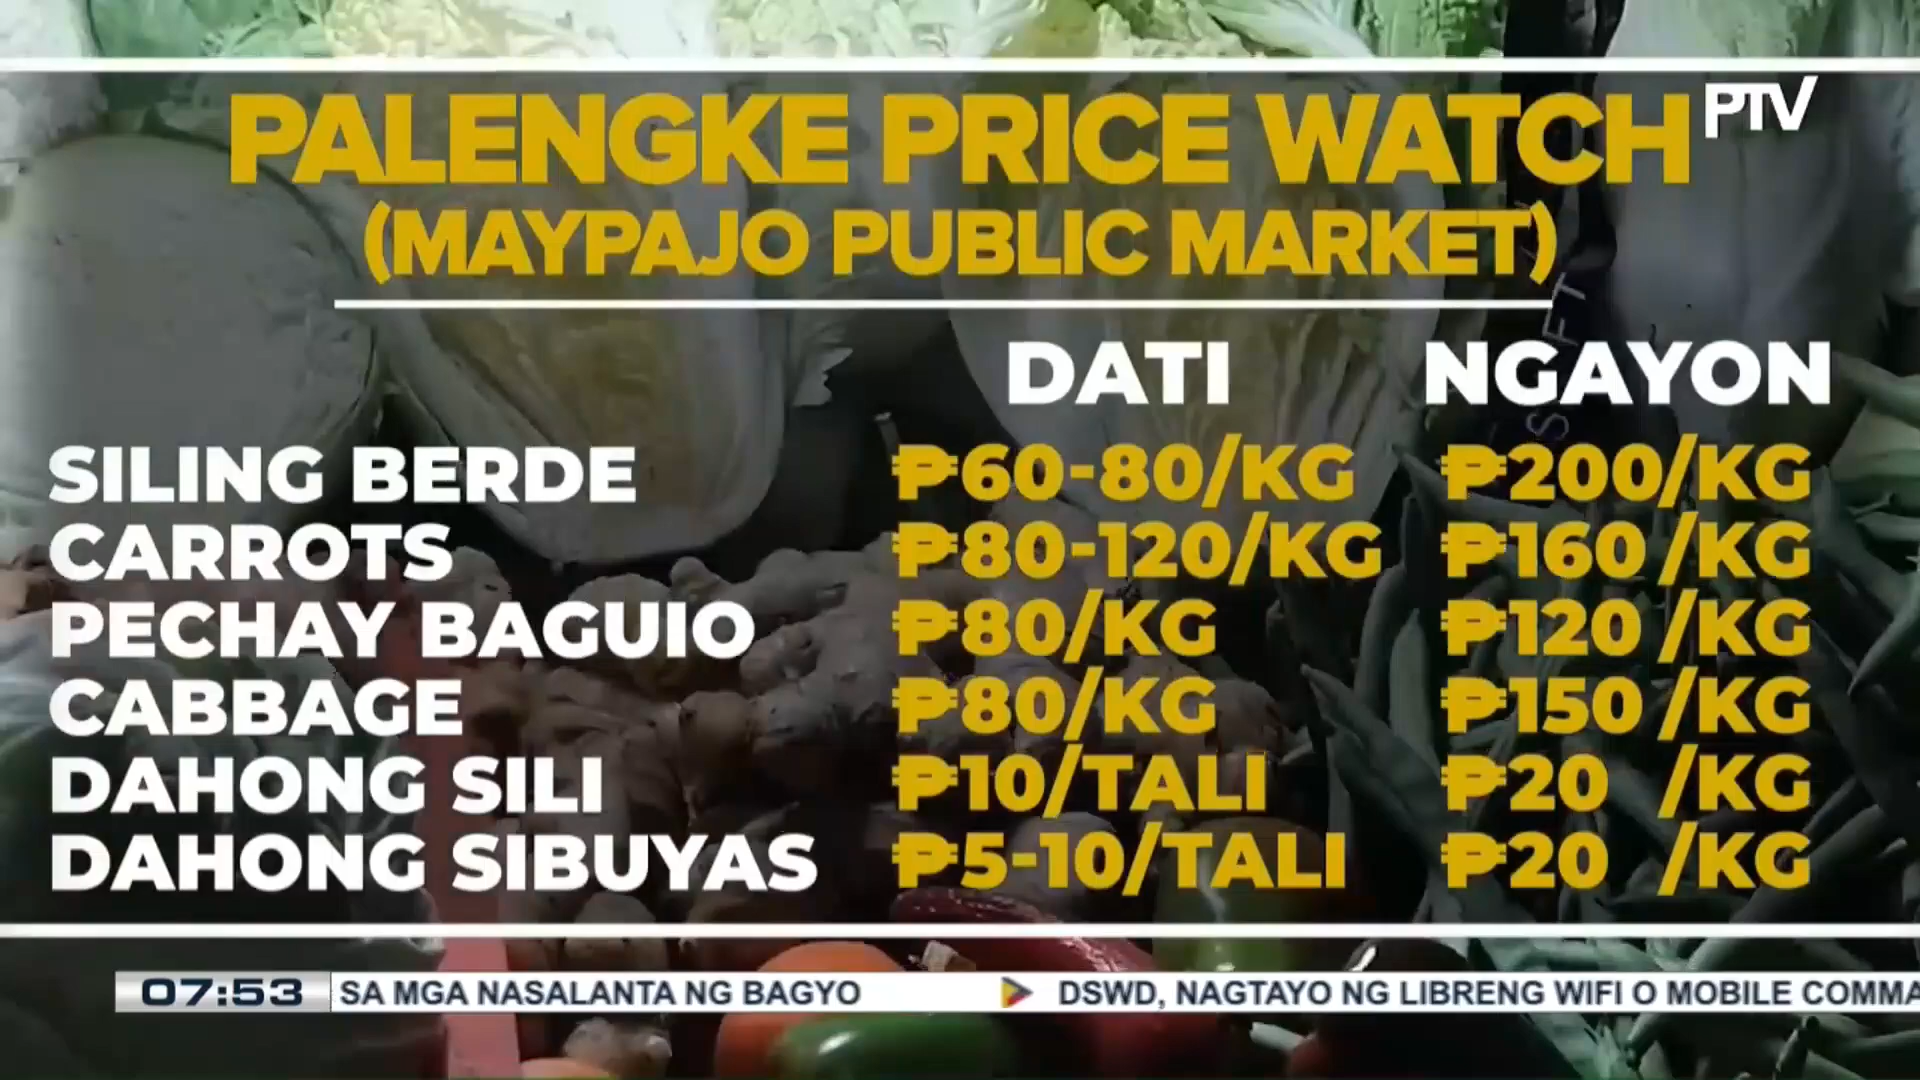 PALENGKE PRICE WATCH
PTV
(MAYPAJO PUBLIC MARKET)
DATI NGAYON
SILING BERDE ₱60-80/KG ₱200/KG
CARROTS ₱80-120/KG ₱160 /KG
PECHAY BAGUIO ₱80/KG ₱120 /KG
CABBAGE ₱80/KG ₱150 /KG
DAHONG SILI ₱10/TALI ₱20 /KG
DAHONG SIBUYAS ₱5-10/TALI ₱20 /KG
07:53 SA MGA NASALANTA NG BAGYO DSWD, NAGTAYO NG LIBRENG WIFI O MOBILE COMMA